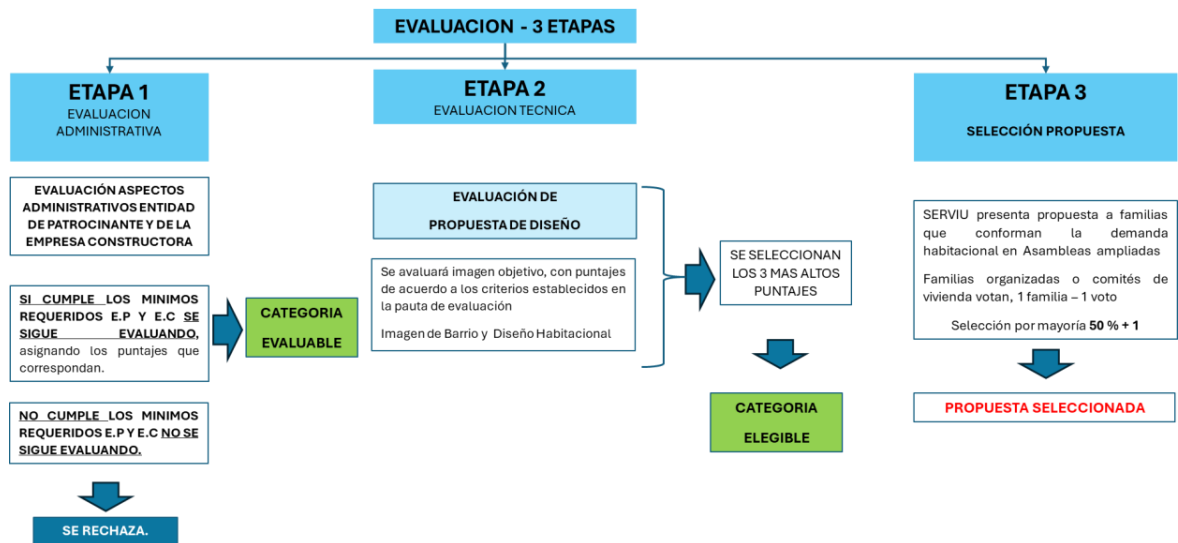 EVALUACION - 3 ETAPAS
ETAPA 1
EVALUACION
ADMINISTRATIVA
EVALUACIÓN ASPECTOS
ADMINISTRATIVOS ENTIDAD
DE PATROCINANTE Y DE LA
EMPRESA CONSTRUCTORA
SI CUMPLE LOS MINIMOS
REQUERIDOS E.P Y E.C SE
SIGUE EVALUANDO,
asignando los puntajes que
correspondan.
CATEGORIA
EVALUABLE
NO CUMPLE LOS MINIMOS
REQUERIDOS E.P Y E.C NO SE
SIGUE EVALUANDO.
SE RECHAZA.
ETAPA 2
EVALUACION TECNICA
EVALUACIÓN DE
PROPUESTA DE DISEÑO
Se avaluará imagen objetivo, con puntajes
de acuerdo a los criterios establecidos en
la pauta de evaluación
Imagen de Barrio y Diseño Habitacional
SE SELECCIONAN
LOS 3 MAS ALTOS
PUNTAJES
CATEGORIA
ELEGIBLE
ETAPA 3
SELECCIÓN PROPUESTA
SERVIU presenta propuesta a familias
que conforman la demanda
habitacional en Asambleas ampliadas
Familias organizadas o comités de
vivienda votan, 1 familia – 1 voto
Selección por mayoría 50 % + 1
PROPUESTA SELECCIONADA